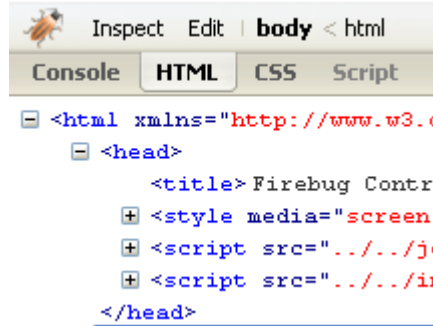 Inspect Edit | body < html
Console HTML CSS Script
<html xmlns="http://www.w3.
<head>
<title>Firebug Contr
<style media="screen
<script src="../../j
<script src="../../i
</head>